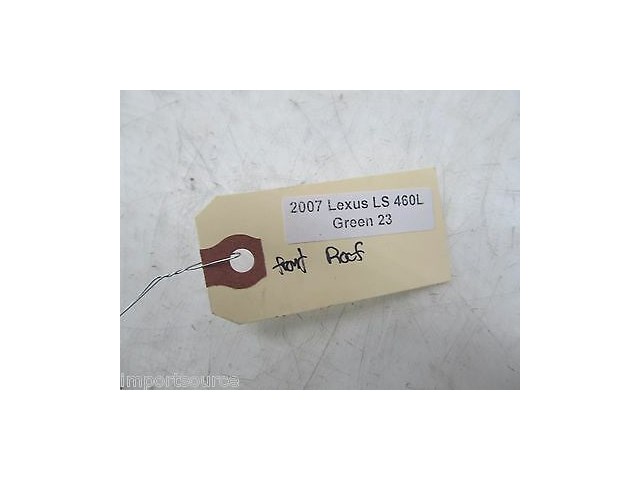 2007 Lexus LS 460L
Green 23
front Roof
importsource